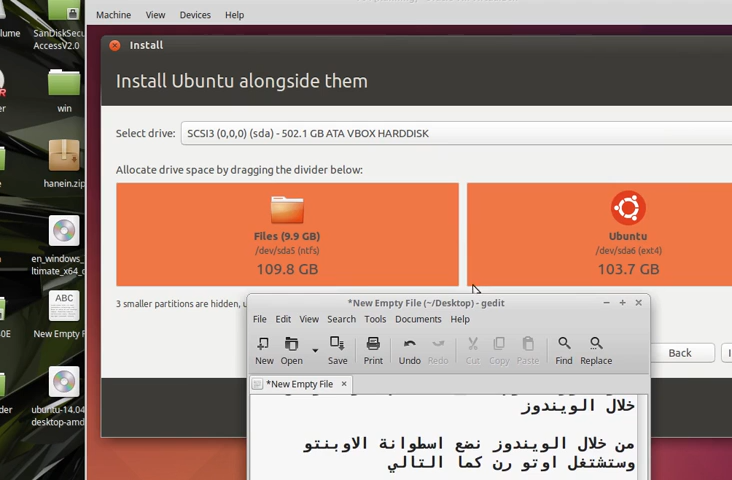 SanDiskSecu
AccessV2.0
win
hanein.zip
en_windows_
ltimate_x64_d
New Empty F
ubuntu-14.04
desktop-amd
Machine View Devices Help
Install
Install Ubuntu alongside them
Select drive: SCSI3 (0,0,0) (sda) - 502.1 GB ATA VBOX HARDDISK
Allocate drive space by dragging the divider below:
Files (9.9 GB)
/dev/sda5 (ntfs)
109.8 GB
Ubuntu
/dev/sda6 (ext4)
103.7 GB
3 smaller partitions are hidden, u
Back
*New Empty File (~/Desktop) - gedit
File Edit View Search Tools Documents Help
New Open Save Print Undo Redo Cut Copy Paste Find Replace
*New Empty File
خلال الويندوز
من خلال الويندوز نضع اسطوانة الاوبنتو
وستشتغل اوتو رن كما التالي
ABC